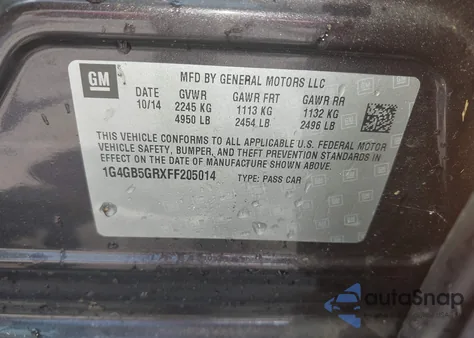 GM MFD BY GENERAL MOTORS LLC
DATE GVWR GAWR FRT GAWR RR
10/14 2245 KG 1113 KG 1132 KG
4950 LB 2454 LB 2496 LB
THIS VEHICLE CONFORMS TO ALL APPLICABLE U.S. FEDERAL MOTOR
VEHICLE SAFETY, BUMPER, AND THEFT PREVENTION STANDARDS IN
EFFECT ON THE DATE OF MANUFACTURE SHOWN ABOVE.
1G4GB5GRXFF205014 TYPE: PASS CAR
autoSnap